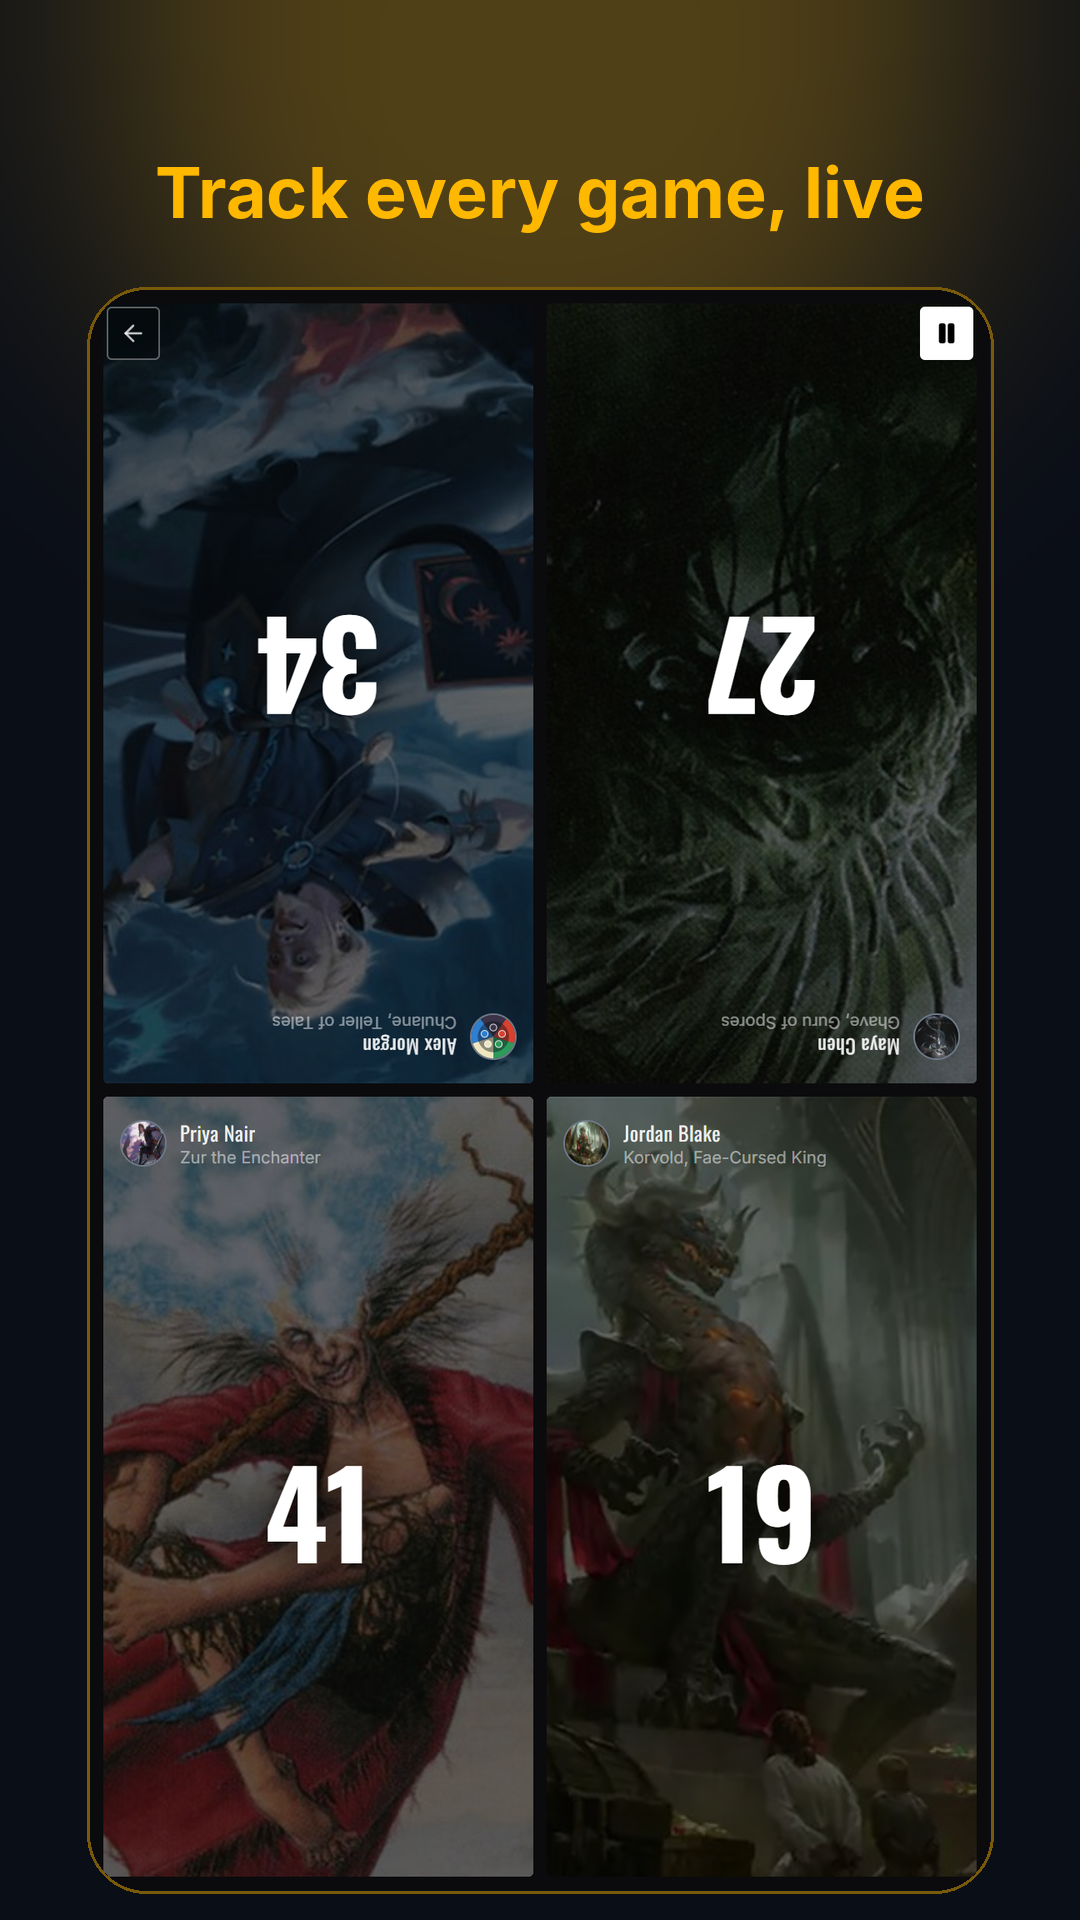 Track every game, live
34
27
Chulane, Teller of Tales
Alex Morgan
Ghave, Guru of Spores
Maya Chen
Priya Nair
Zur the Enchanter
Jordan Blake
Korvold, Fae-Cursed King
41
19